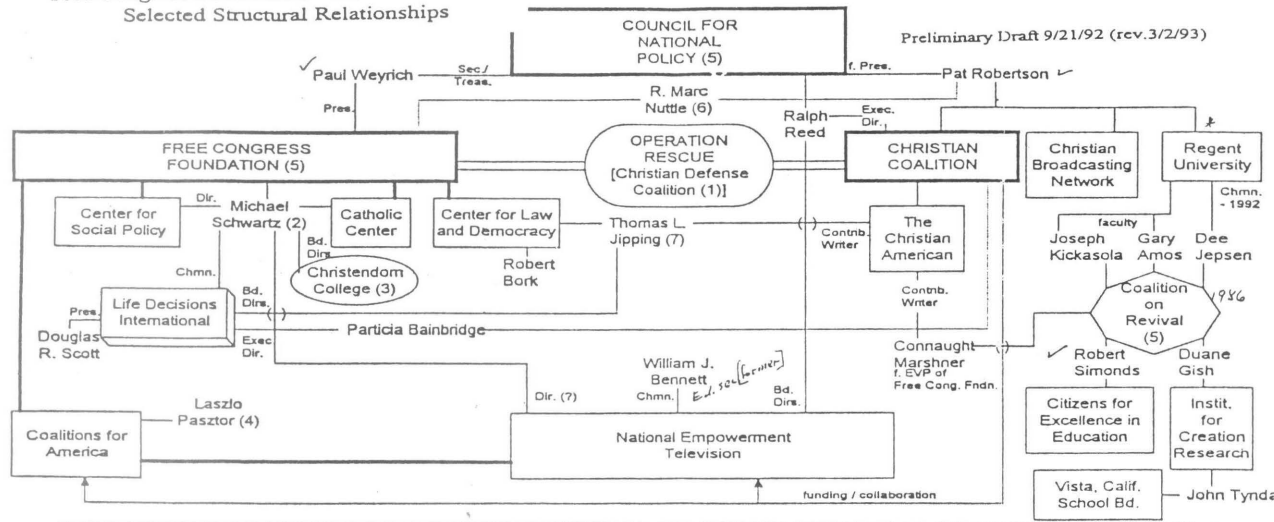 Selected Structural Relationships
COUNCIL FOR
NATIONAL
POLICY (5)
Preliminary Draft 9/21/92 (rev.3/2/93)
Paul Weyrich
Sec./
Treas.
f. Pres.
Pat Robertson
Pres.
R. Marc
Nuttle (6)
Ralph
Reed
Exec.
Dir.
FREE CONGRESS
FOUNDATION (5)
OPERATION
RESCUE
[Christian Defense
Coalition (1)]
CHRISTIAN
COALITION
Christian
Broadcasting
Network
Regent
University
Center for
Social Policy
Dir.
Michael
Schwartz (2)
Catholic
Center
Center for Law
and Democracy
Thomas L.
Jipping (7)
Contrib.
Writer
The
Christian
American
Chmn.
- 1992
faculty
Joseph
Kickasola
Gary
Amos
Dee
Jepsen
Bd.
Dirs.
Robert
Bork
Chmn.
Christendom
College (3)
Life Decisions
International
Bd.
Dirs.
Contrib.
Writer
Coalition
on
Revival
(5)
1986
Pres.
Douglas
R. Scott
Exec
Dir.
Particia Bainbridge
Connaught
Marshner
f. EVP of
Free Cong. Fndn.
Robert
Simonds
Duane
Gish
William J.
Bennett
Ed. sec [former]
Chmn.
Dir. (?)
Bd.
Dirs.
Laszlo
Pasztor (4)
Coalitions for
America
National Empowerment
Television
Citizens for
Excellence in
Education
Instit.
for
Creation
Research
funding / collaboration
Vista, Calif.
School Bd.
John Tynda